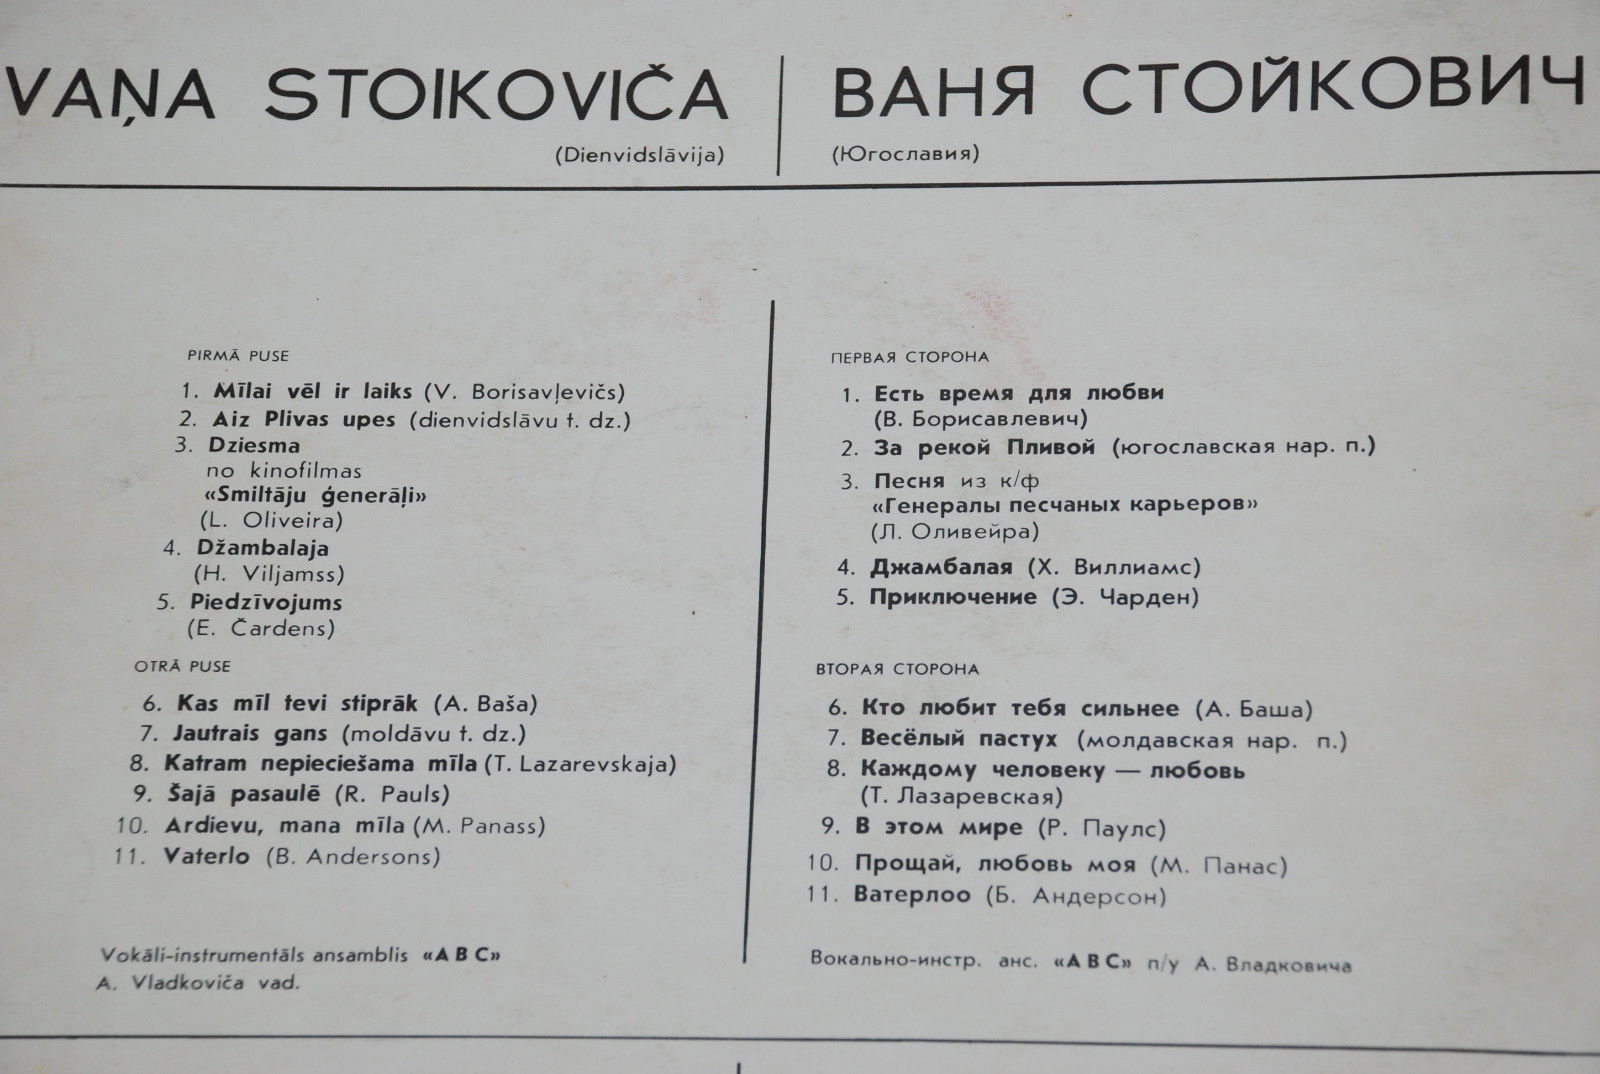 VAŅA STOIKOVIČA
(Dienvidslāvija)
ВАНЯ СТОЙКОВИЧ
(Югославия)
PIRMĀ PUSE
1. Mīlai vēl ir laiks (V. Borisavļevičs)
2. Aiz Plivas upes (dienvidslāvu t. dz.)
3. Dziesma
no kinofilmas
«Smiltāju ģenerāļi»
(L. Oliveira)
4. Džambalaja
(H. Viljamss)
5. Piedzīvojums
(E. Čardens)
OTRĀ PUSE
6. Kas mīl tevi stiprāk (A. Baša)
7. Jautrais gans (moldāvu t. dz.)
8. Katram nepieciešama mīla (T. Lazarevskaja)
9. Šajā pasaulē (R. Pauls)
10. Ardievu, mana mīla (M. Panass)
11. Vaterlo (B. Andersons)
Vokāli-instrumentāls ansamblis «A B C»
A. Vladkoviča vad.
ПЕРВАЯ СТОРОНА
1. Есть время для любви
(В. Борисавлевич)
2. За рекой Пливой (югославская нар. п.)
3. Песня из к/ф
«Генералы песчаных карьеров»
(Л. Оливейра)
4. Джамбалая (Х. Виллиамс)
5. Приключение (Э. Чарден)
ВТОРАЯ СТОРОНА
6. Кто любит тебя сильнее (А. Баша)
7. Весёлый пастух (молдавская нар. п.)
8. Каждому человеку — любовь
(Т. Лазаревская)
9. В этом мире (Р. Паулс)
10. Прощай, любовь моя (М. Панас)
11. Ватерлоо (Б. Андерсон)
Вокально-инстр. анс. «A B C» п/у А. Владковича